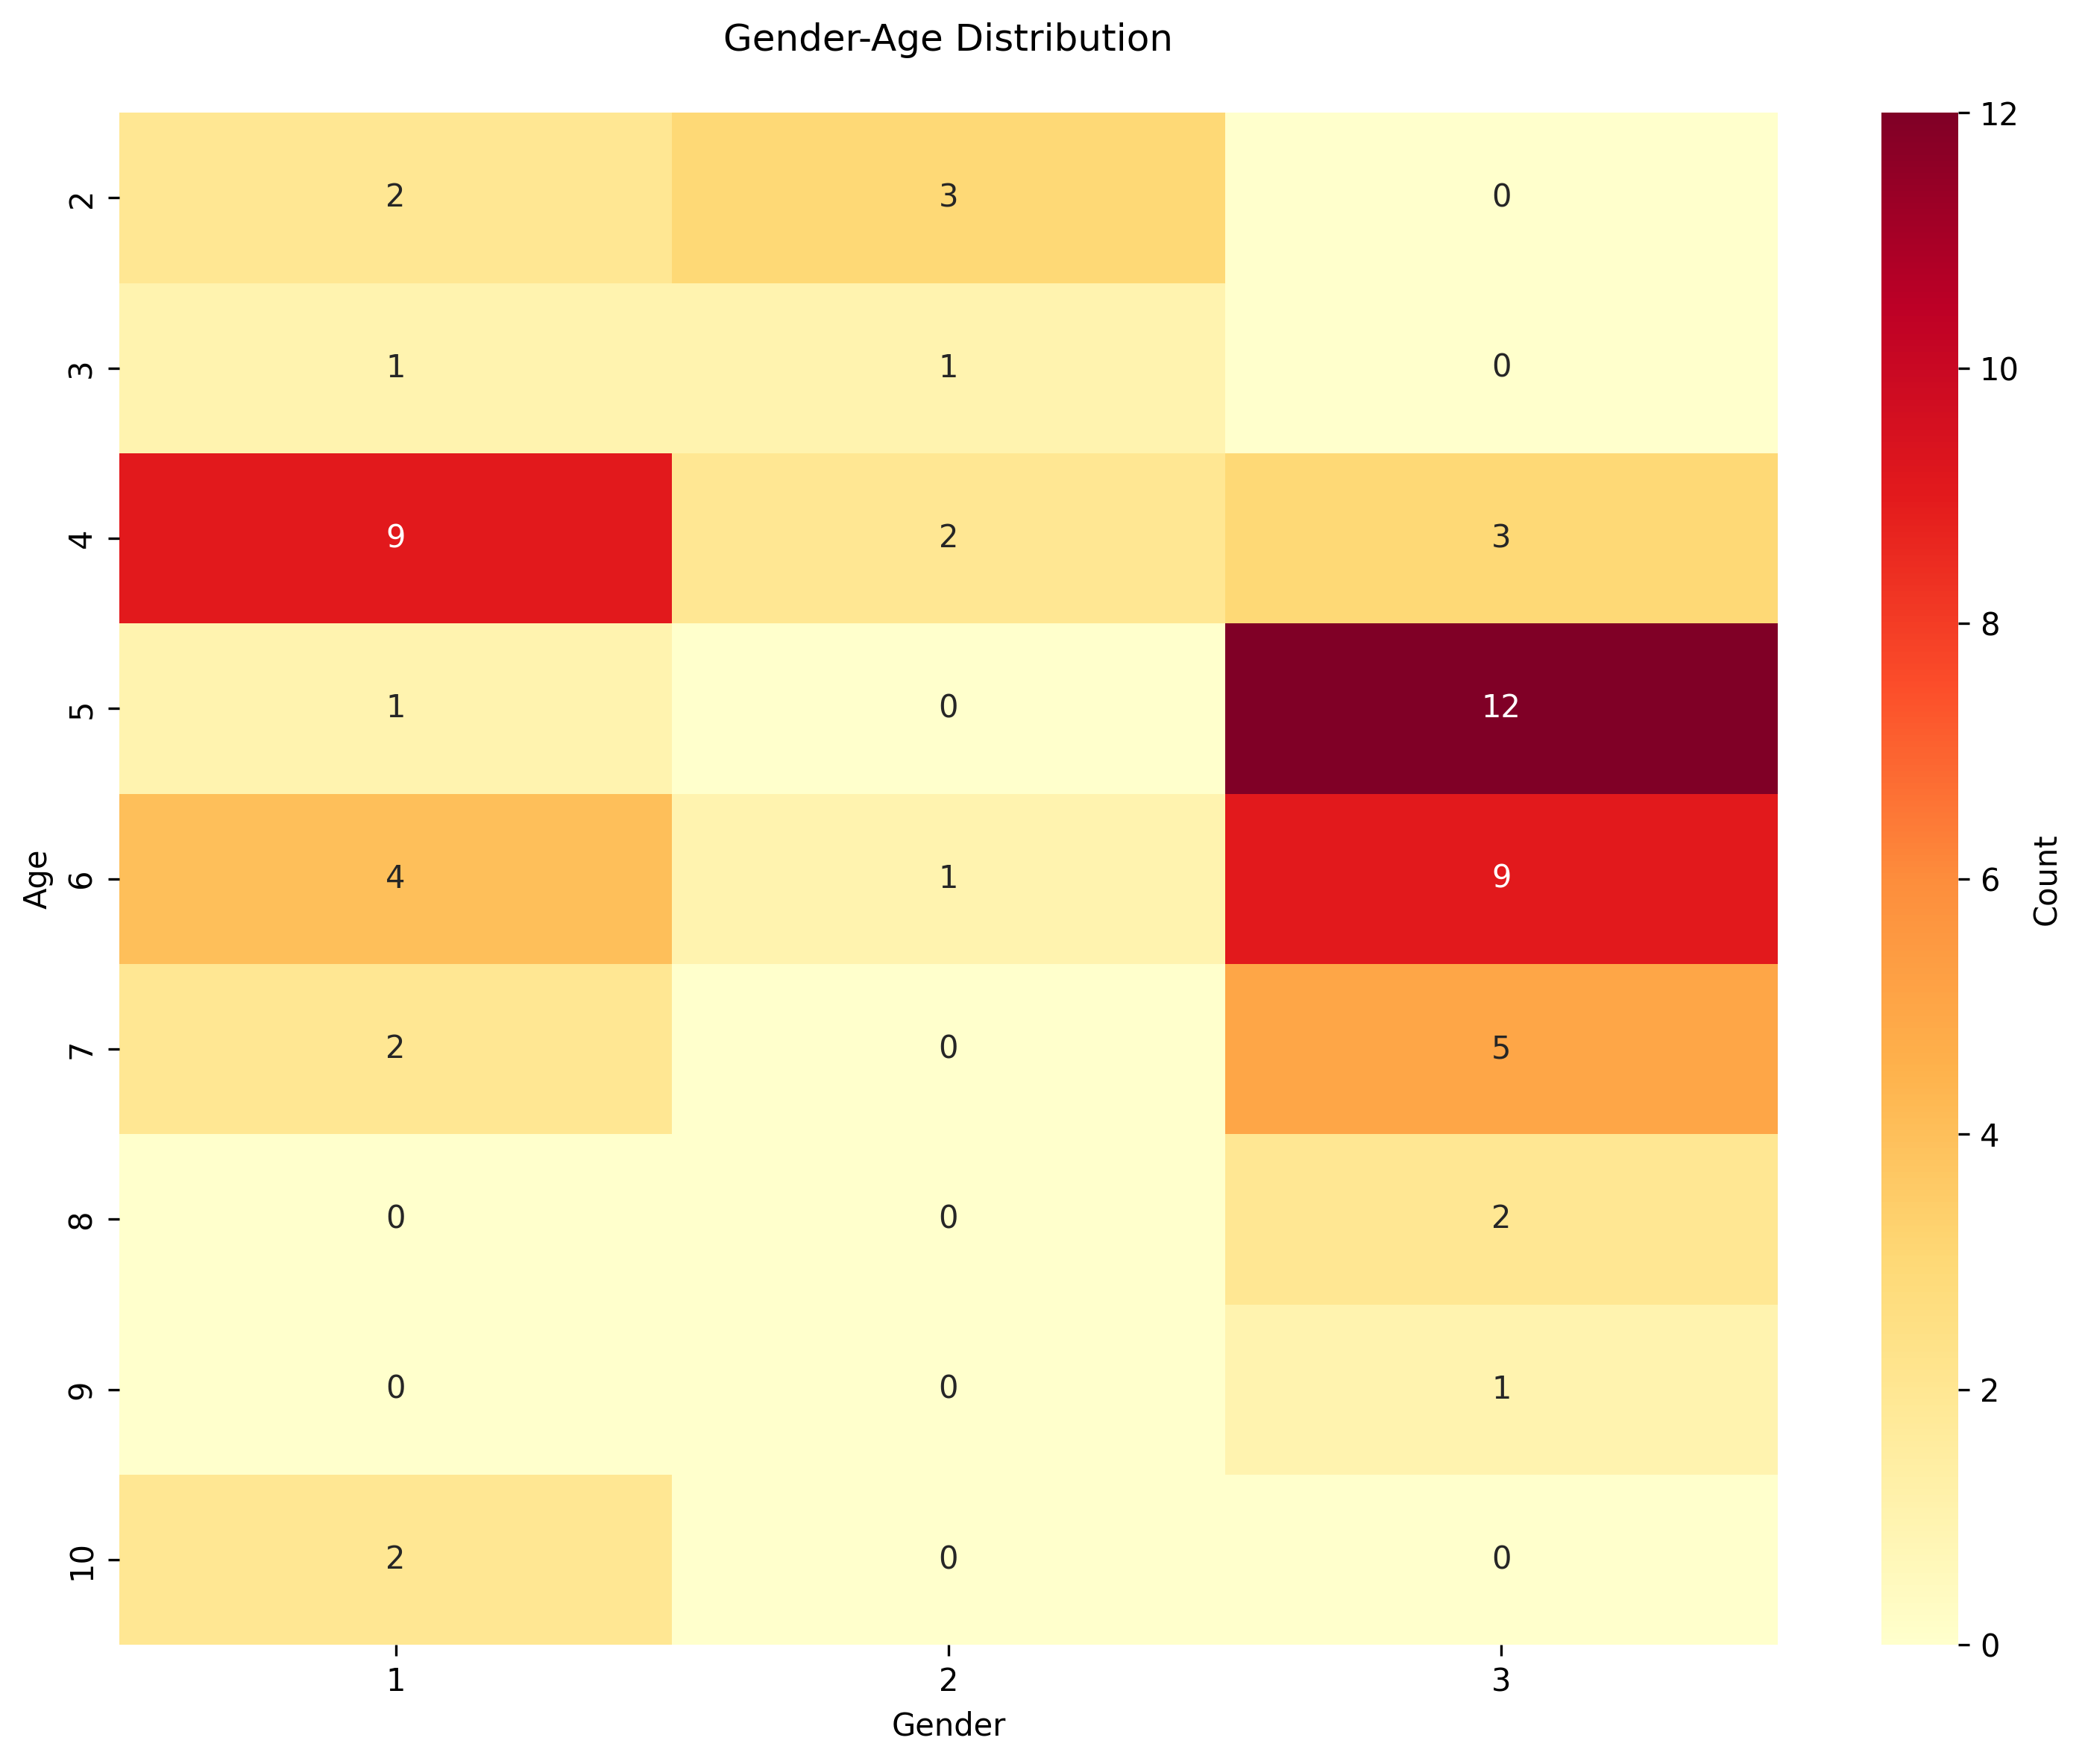 Gender-Age Distribution
2 2 3 0
3 1 1 0
4 9 2 3
5 1 0 12
6 4 1 9
7 2 0 5
8 0 0 2
9 0 0 1
10 2 0 0
1 2 3
Gender
Age
12
10
8
6
4
2
0
Count